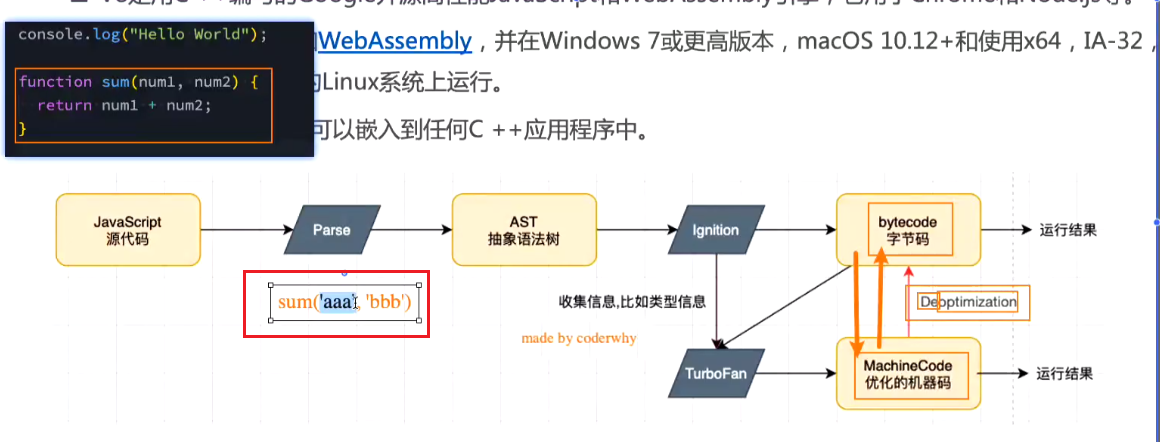 console.log("Hello World");
function sum(num1, num2) {
return num1 + num2;
}
WebAssembly，并在Windows 7或更高版本，macOS 10.12+和使用x64，IA-32，
Linux系统上运行。
可以嵌入到任何C ++应用程序中。
JavaScript
源代码
Parse
AST
抽象语法树
Ignition
bytecode
字节码
运行结果
sum('aaa', 'bbb')
收集信息,比如类型信息
Deoptimization
made by coderwhy
TurboFan
MachineCode
优化的机器码
运行结果